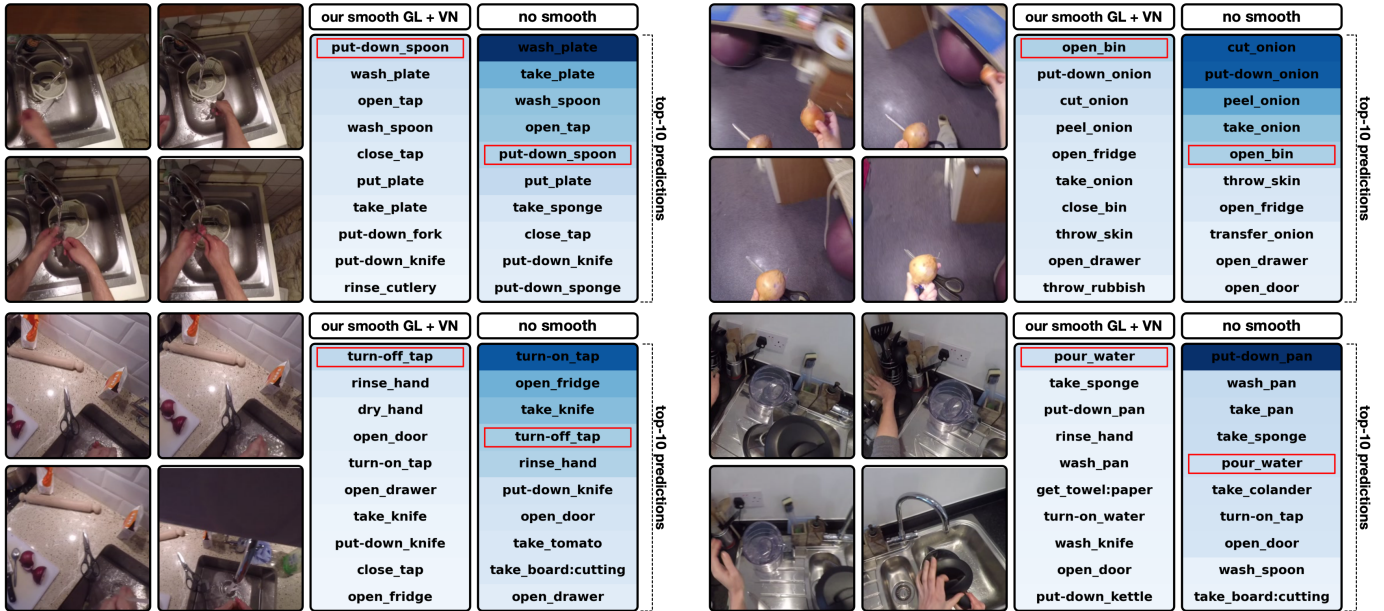 our smooth GL + VN
no smooth
put-down_spoon
wash_plate
open_tap
wash_spoon
close_tap
put_plate
take_plate
put-down_fork
put-down_knife
rinse_cutlery
wash_plate
take_plate
wash_spoon
open_tap
put-down_spoon
put_plate
take_sponge
close_tap
put-down_knife
put-down_sponge
top-10 predictions
our smooth GL + VN
no smooth
open_bin
put-down_onion
cut_onion
peel_onion
open_fridge
take_onion
close_bin
throw_skin
open_drawer
throw_rubbish
cut_onion
put-down_onion
peel_onion
take_onion
open_bin
throw_skin
open_fridge
transfer_onion
open_drawer
open_door
top-10 predictions
our smooth GL + VN
no smooth
turn-off_tap
rinse_hand
dry_hand
open_door
turn-on_tap
open_drawer
take_knife
put-down_knife
close_tap
open_fridge
turn-on_tap
open_fridge
take_knife
turn-off_tap
rinse_hand
put-down_knife
open_door
take_tomato
take_board:cutting
open_drawer
top-10 predictions
our smooth GL + VN
no smooth
pour_water
take_sponge
put-down_pan
rinse_hand
wash_pan
get_towel:paper
turn-on_water
wash_knife
open_door
put-down_kettle
put-down_pan
wash_pan
take_pan
take_sponge
pour_water
take_colander
turn-on_tap
open_door
wash_spoon
take_board:cutting
top-10 predictions